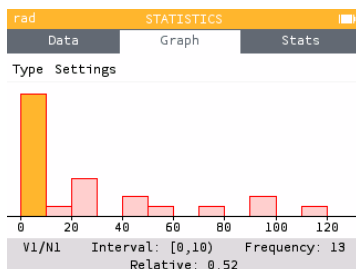 rad STATISTICS
Data Graph Stats
Type Settings
0 20 40 60 80 100 120
V1/N1 Interval: [0,10) Frequency: 13
Relative: 0.52